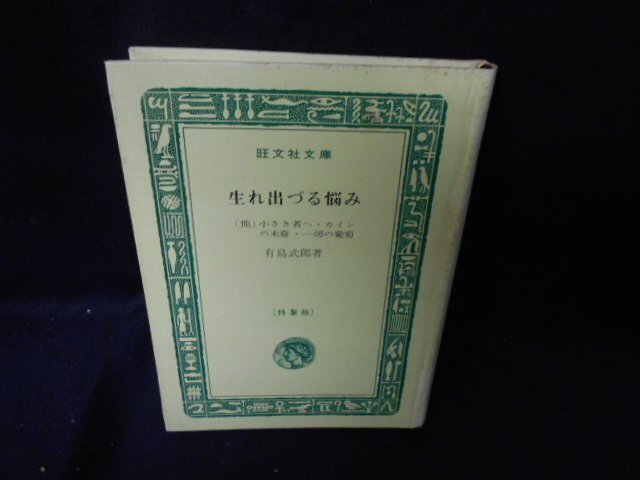 旺文社文庫
生れ出づる悩み
(他) 小さき者へ・カイン
の末裔・一房の葡萄
有島武郎著
〔特製版〕